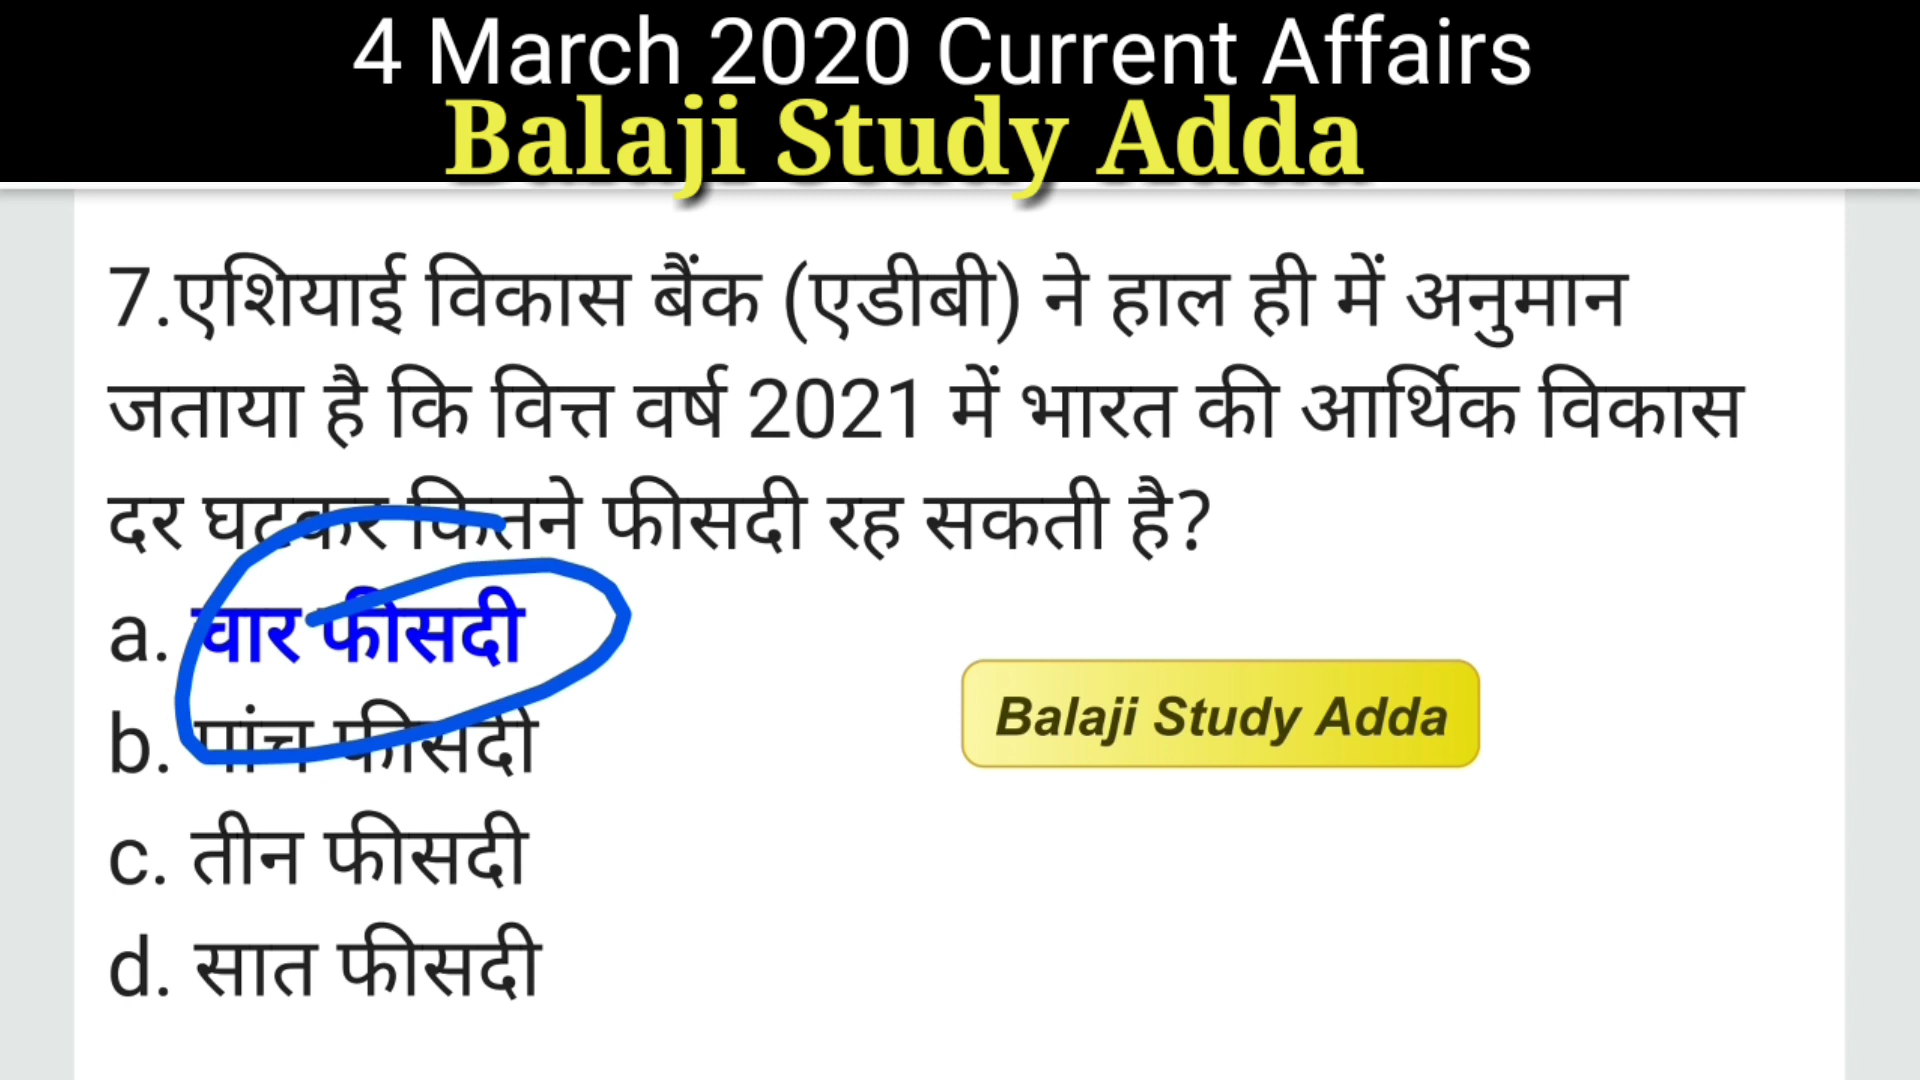 4 March 2020 Current Affairs
Balaji Study Adda
7.एशियाई विकास बैंक (एडीबी) ने हाल ही में अनुमान
जताया है कि वित्त वर्ष 2021 में भारत की आर्थिक विकास
दर घटकर कितने फीसदी रह सकती है?
a. चार फीसदी
b. पांच फीसदी
Balaji Study Adda
c. तीन फीसदी
d. सात फीसदी